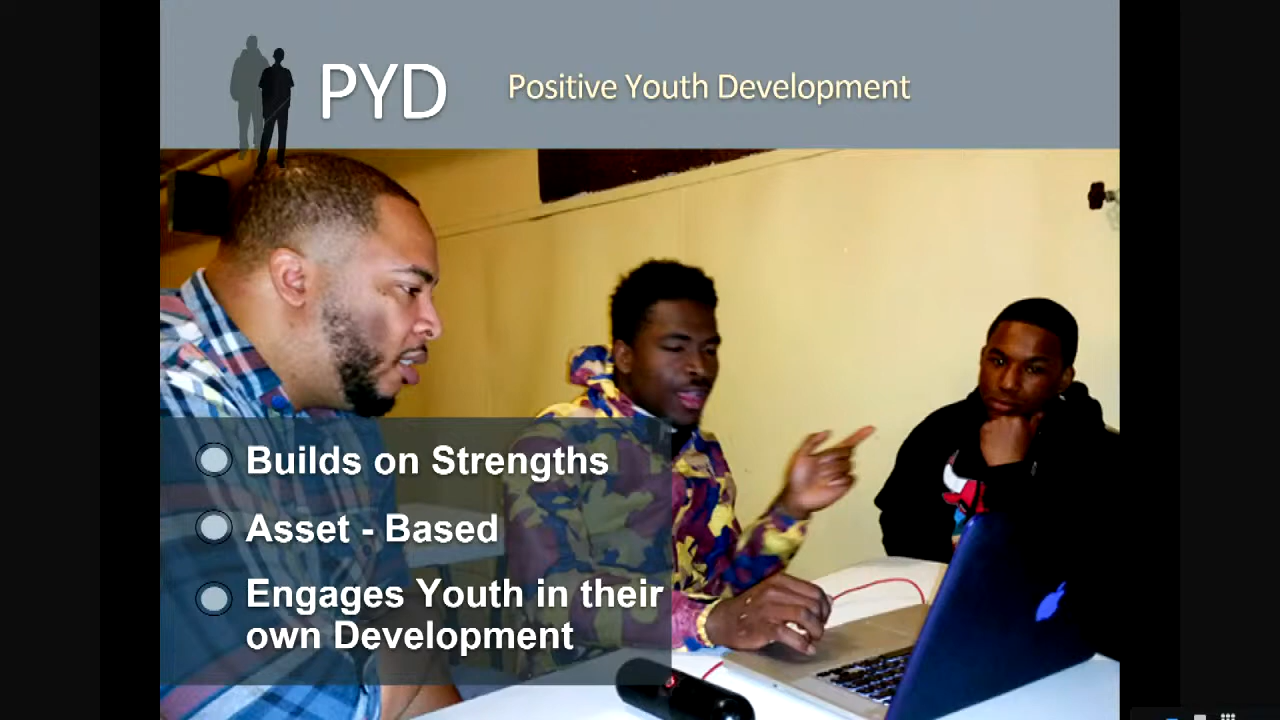 PYD
Positive Youth Development
Builds on Strengths
Asset - Based
Engages Youth in their
own Development